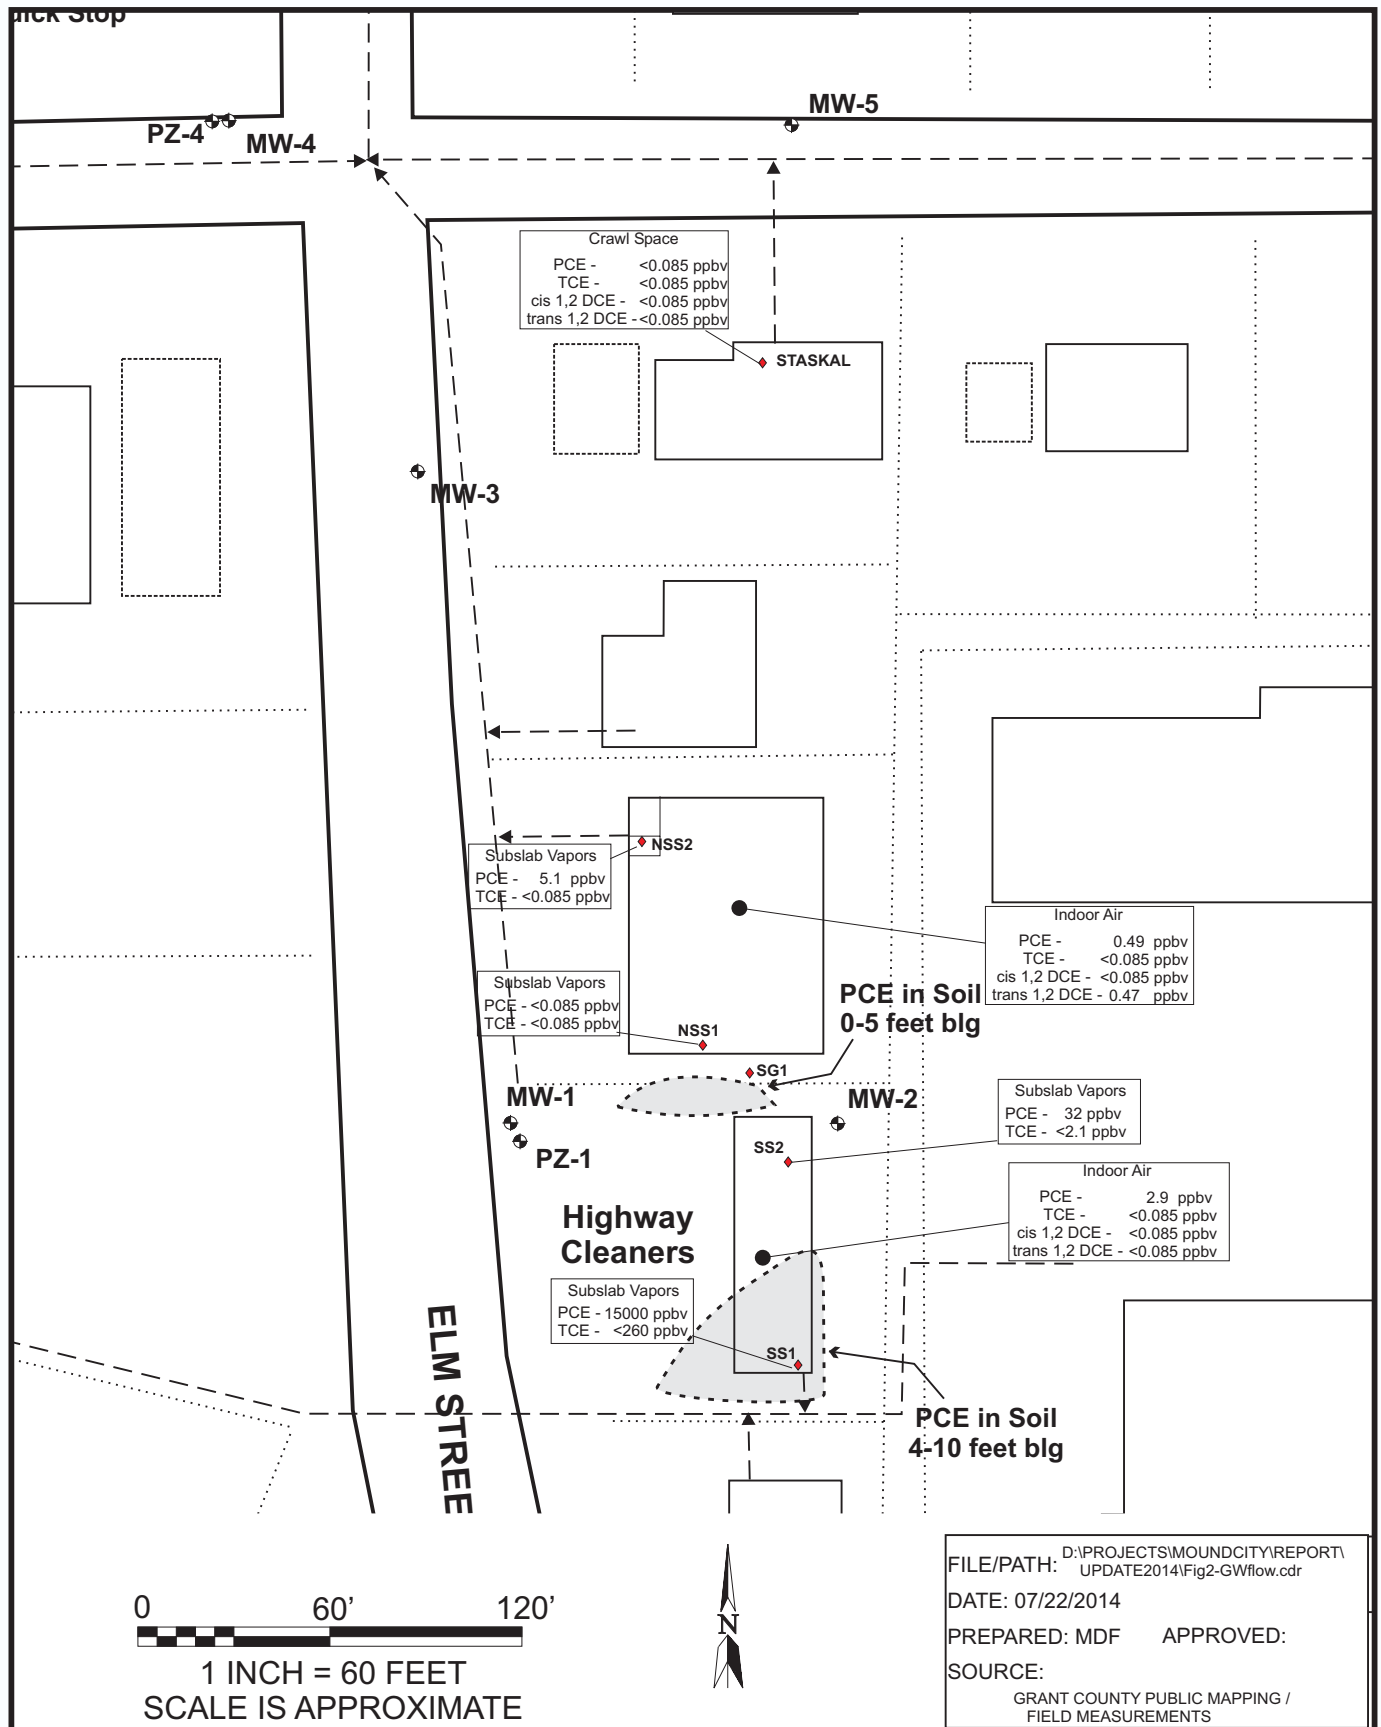 MW-5
PZ-4
MW-4
Crawl Space
PCE - <0.085 ppbv
TCE - <0.085 ppbv
cis 1,2 DCE - <0.085 ppbv
trans 1,2 DCE - <0.085 ppbv
STASKAL
MW-3
NSS2
Subslab Vapors
PCE - 5.1 ppbv
TCE - <0.085 ppbv
Indoor Air
PCE - 0.49 ppbv
TCE - <0.085 ppbv
cis 1,2 DCE - <0.085 ppbv
trans 1,2 DCE - 0.47 ppbv
Subslab Vapors
PCE - <0.085 ppbv
TCE - <0.085 ppbv
PCE in Soil
0-5 feet blg
NSS1
SG1
MW-1
MW-2
PZ-1
Subslab Vapors
PCE - 32 ppbv
TCE - <2.1 ppbv
SS2
Indoor Air
PCE - 2.9 ppbv
TCE - <0.085 ppbv
cis 1,2 DCE - <0.085 ppbv
trans 1,2 DCE - <0.085 ppbv
Highway
Cleaners
Subslab Vapors
PCE - 15000 ppbv
TCE - <260 ppbv
SS1
ELM STREE
PCE in Soil
4-10 feet blg
0 60' 120'
1 INCH = 60 FEET
SCALE IS APPROXIMATE
N
FILE/PATH: D:\PROJECTS\MOUNDCITY\REPORT\
UPDATE2014\Fig2-GWflow.cdr
DATE: 07/22/2014
PREPARED: MDF APPROVED:
SOURCE:
GRANT COUNTY PUBLIC MAPPING /
FIELD MEASUREMENTS